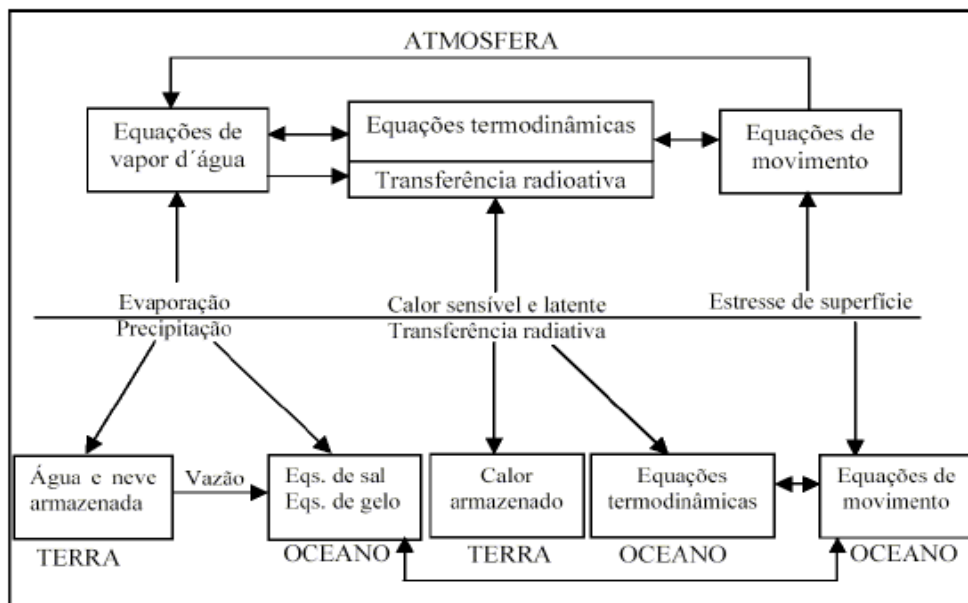 ATMOSFERA
Equações de
vapor d´água
Equações termodinâmicas
Transferência radioativa
Equações de
movimento
Evaporação
Precipitação
Calor sensível e latente
Transferência radiativa
Estresse de superfície
Água e neve
armazenada
Vazão
Eqs. de sal
Eqs. de gelo
Calor
armazenado
Equações
termodinâmicas
Equações de
movimento
TERRA
OCEANO
TERRA
OCEANO
OCEANO